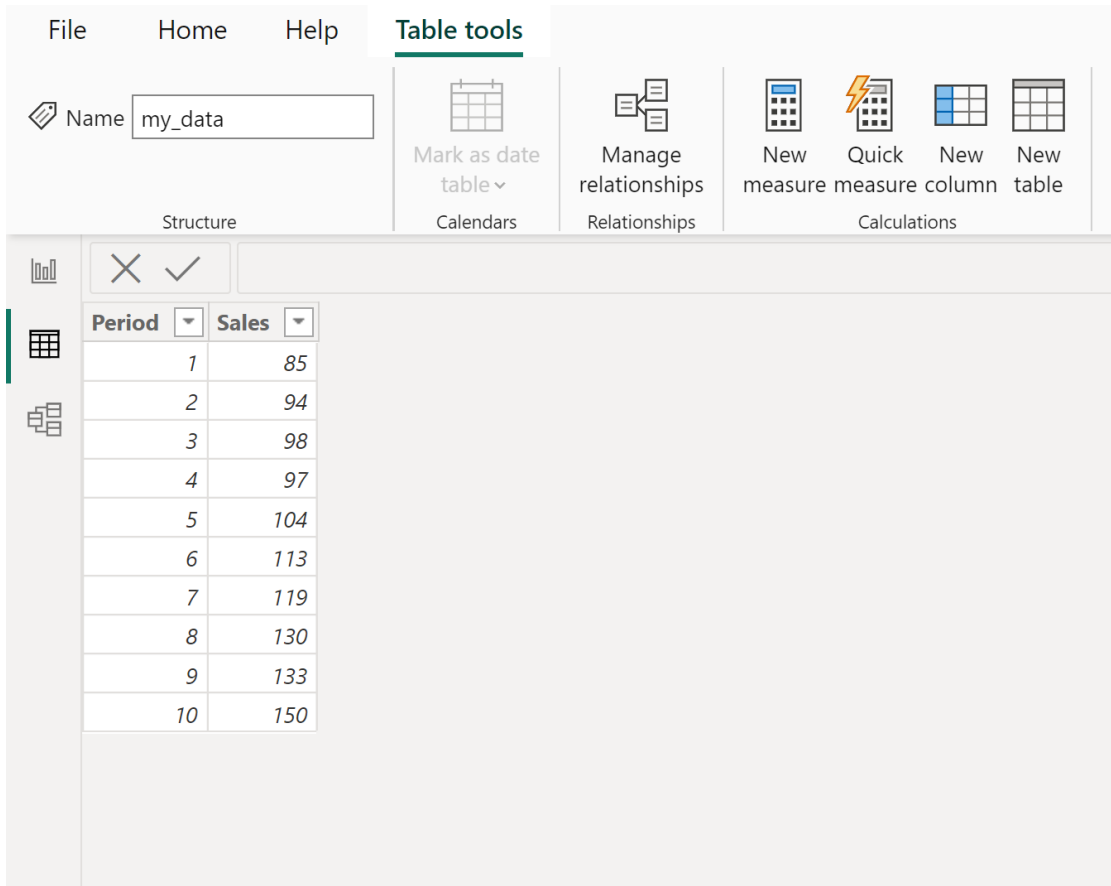 File Home Help Table tools
Name my_data
Mark as date table
Manage relationships
New measure
Quick measure
New column
New table
Structure Calendars Relationships Calculations
Period Sales
1 85
2 94
3 98
4 97
5 104
6 113
7 119
8 130
9 133
10 150